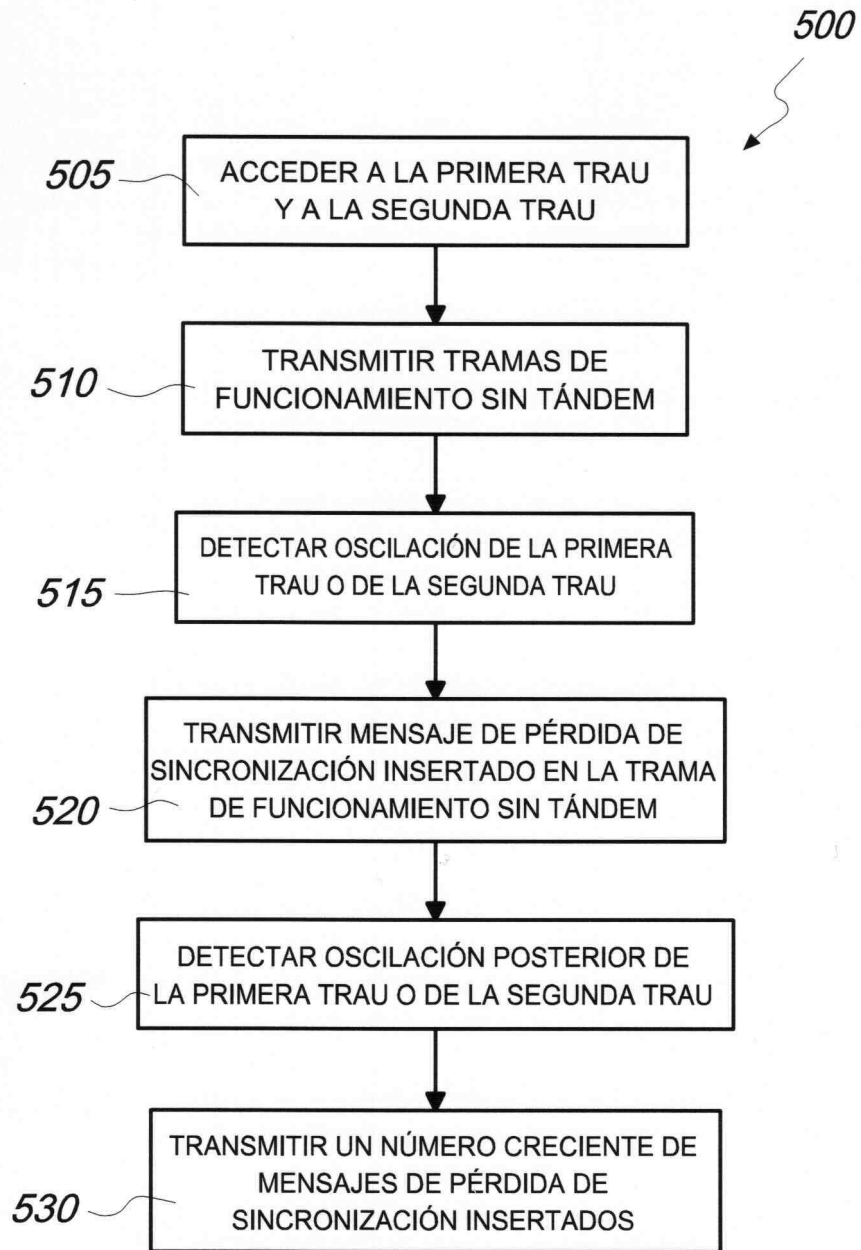 500
505
ACCEDER A LA PRIMERA TRAU
Y A LA SEGUNDA TRAU
510
TRANSMITIR TRAMAS DE
FUNCIONAMIENTO SIN TÁNDEM
515
DETECTAR OSCILACIÓN DE LA PRIMERA
TRAU O DE LA SEGUNDA TRAU
520
TRANSMITIR MENSAJE DE PÉRDIDA DE
SINCRONIZACIÓN INSERTADO EN LA TRAMA
DE FUNCIONAMIENTO SIN TÁNDEM
525
DETECTAR OSCILACIÓN POSTERIOR DE
LA PRIMERA TRAU O DE LA SEGUNDA TRAU
530
TRANSMITIR UN NÚMERO CRECIENTE DE
MENSAJES DE PÉRDIDA DE
SINCRONIZACIÓN INSERTADOS